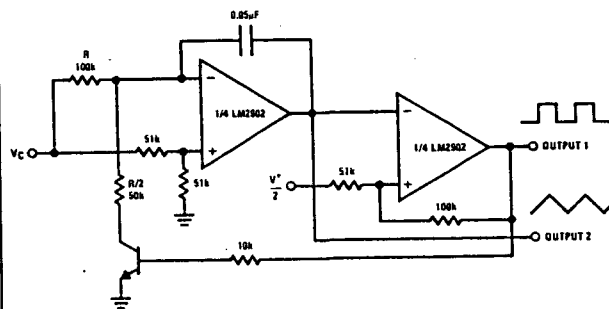 0.05µF
R
100k
1/4 LM2902
1/4 LM2902
OUTPUT 1
VC
51k
51k
R/2
50k
V+
2
51k
100k
OUTPUT 2
10k